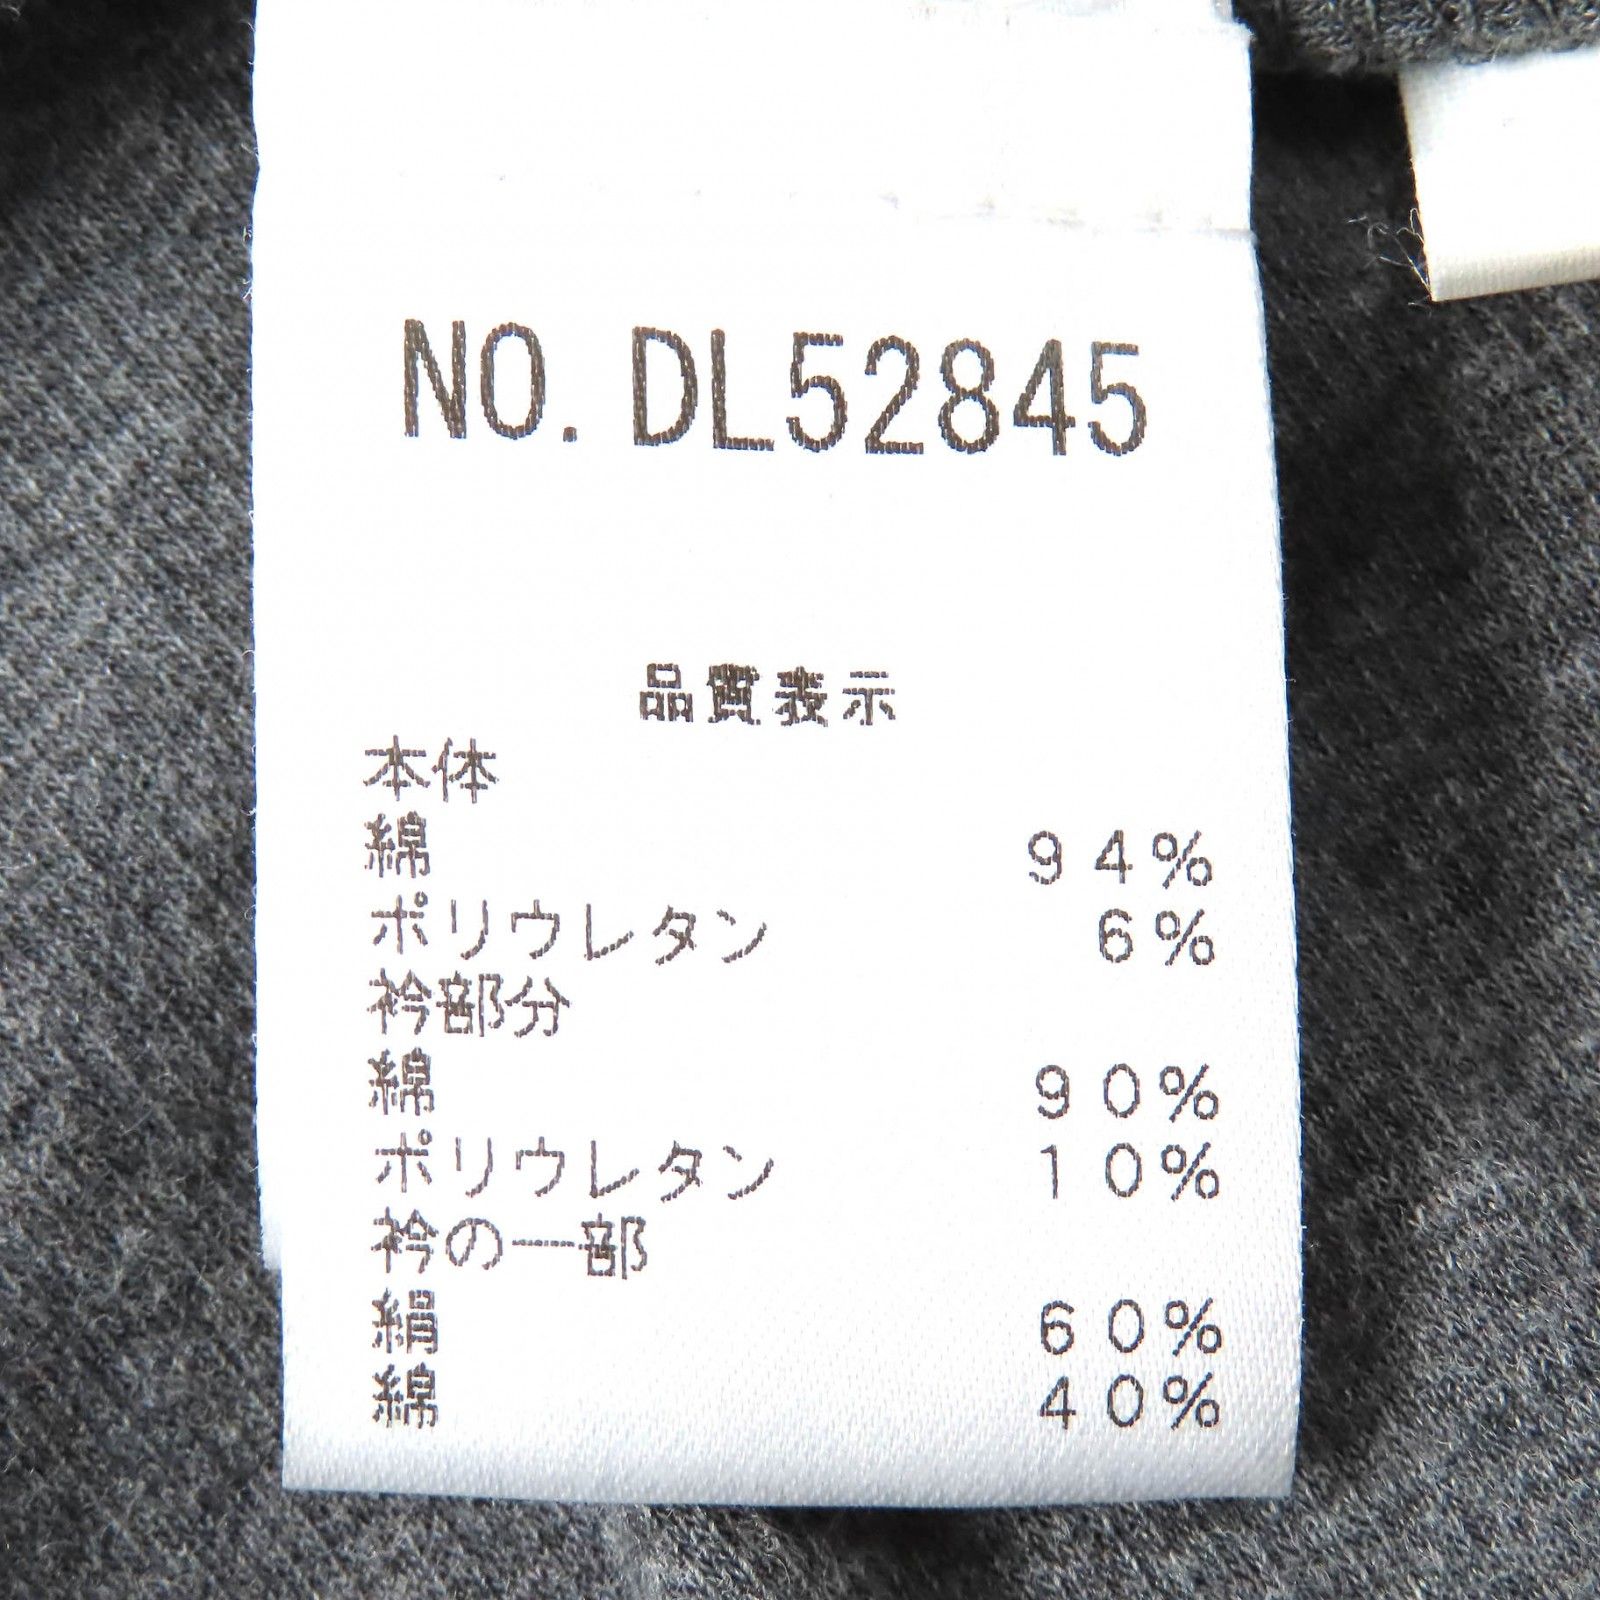 NO. DL52845
品質表示
本体
綿 94%
ポリウレタン 6%
衿部分
綿 90%
ポリウレタン 10%
衿の一部
絹 60%
綿 40%